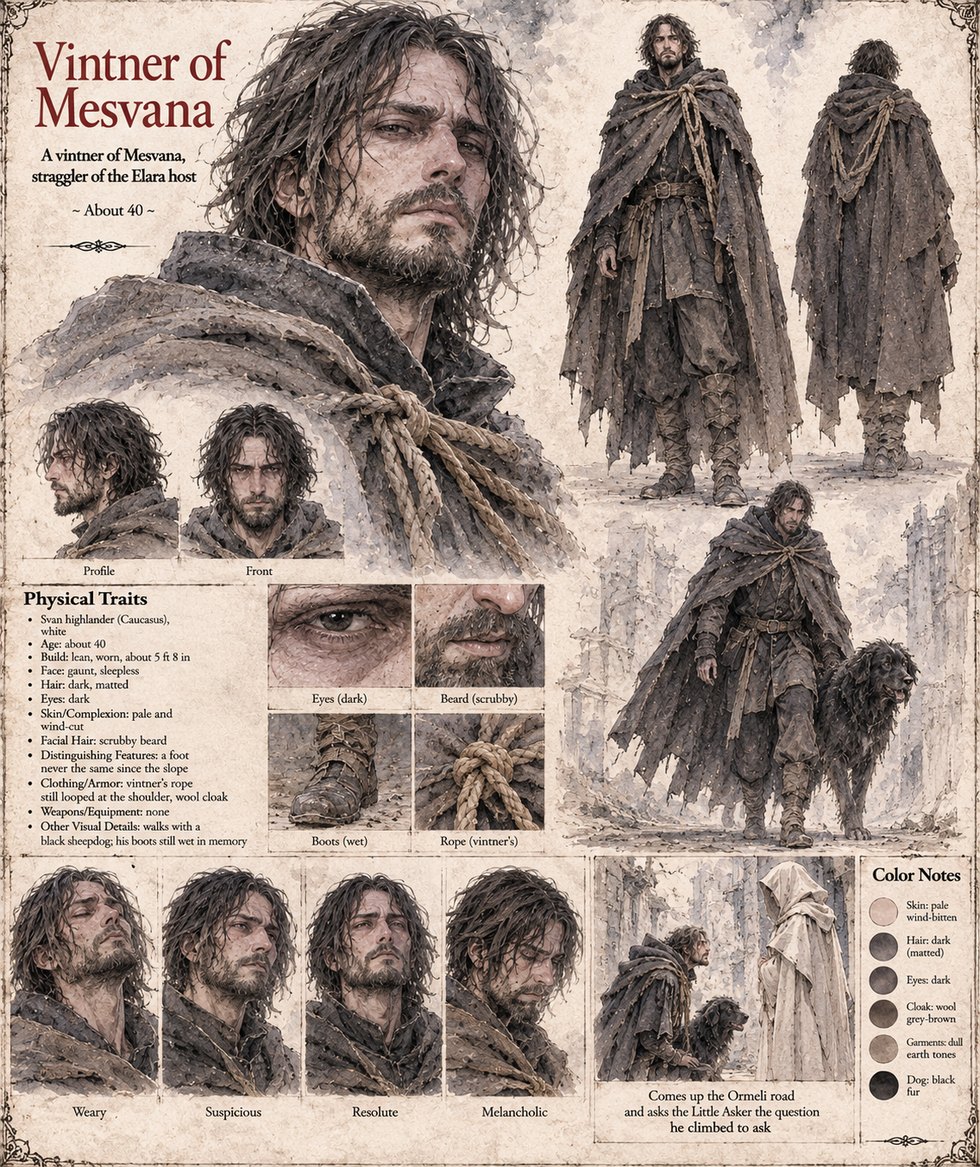 Vintner of
Mesvana
A vintner of Mesvana,
straggler of the Elara host
~ About 40 ~
Profile
Front
Physical Traits
• Svan highlander (Caucasus),
white
• Age: about 40
• Build: lean, worn, about 5 ft 8 in
• Face: gaunt, sleepless
• Hair: dark, matted
• Eyes: dark
• Skin/Complexion: pale and
wind-cut
• Facial Hair: scrubby beard
• Distinguishing Features: a foot
never the same since the slope
• Clothing/Armor: vintner's rope
still looped at the shoulder, wool cloak
• Weapons/Equipment: none
• Other Visual Details: walks with a
black sheepdog; his boots still wet in memory
Eyes (dark)
Beard (scrubby)
Boots (wet)
Rope (vintner's)
Weary
Suspicious
Resolute
Melancholic
Comes up the Ormeli road
and asks the Little Asker the question
he climbed to ask
Color Notes
Skin: pale
wind-bitten
Hair: dark
(matted)
Eyes: dark
Cloak: wool
grey-brown
Garments: dull
earth tones
Dog: black
fur